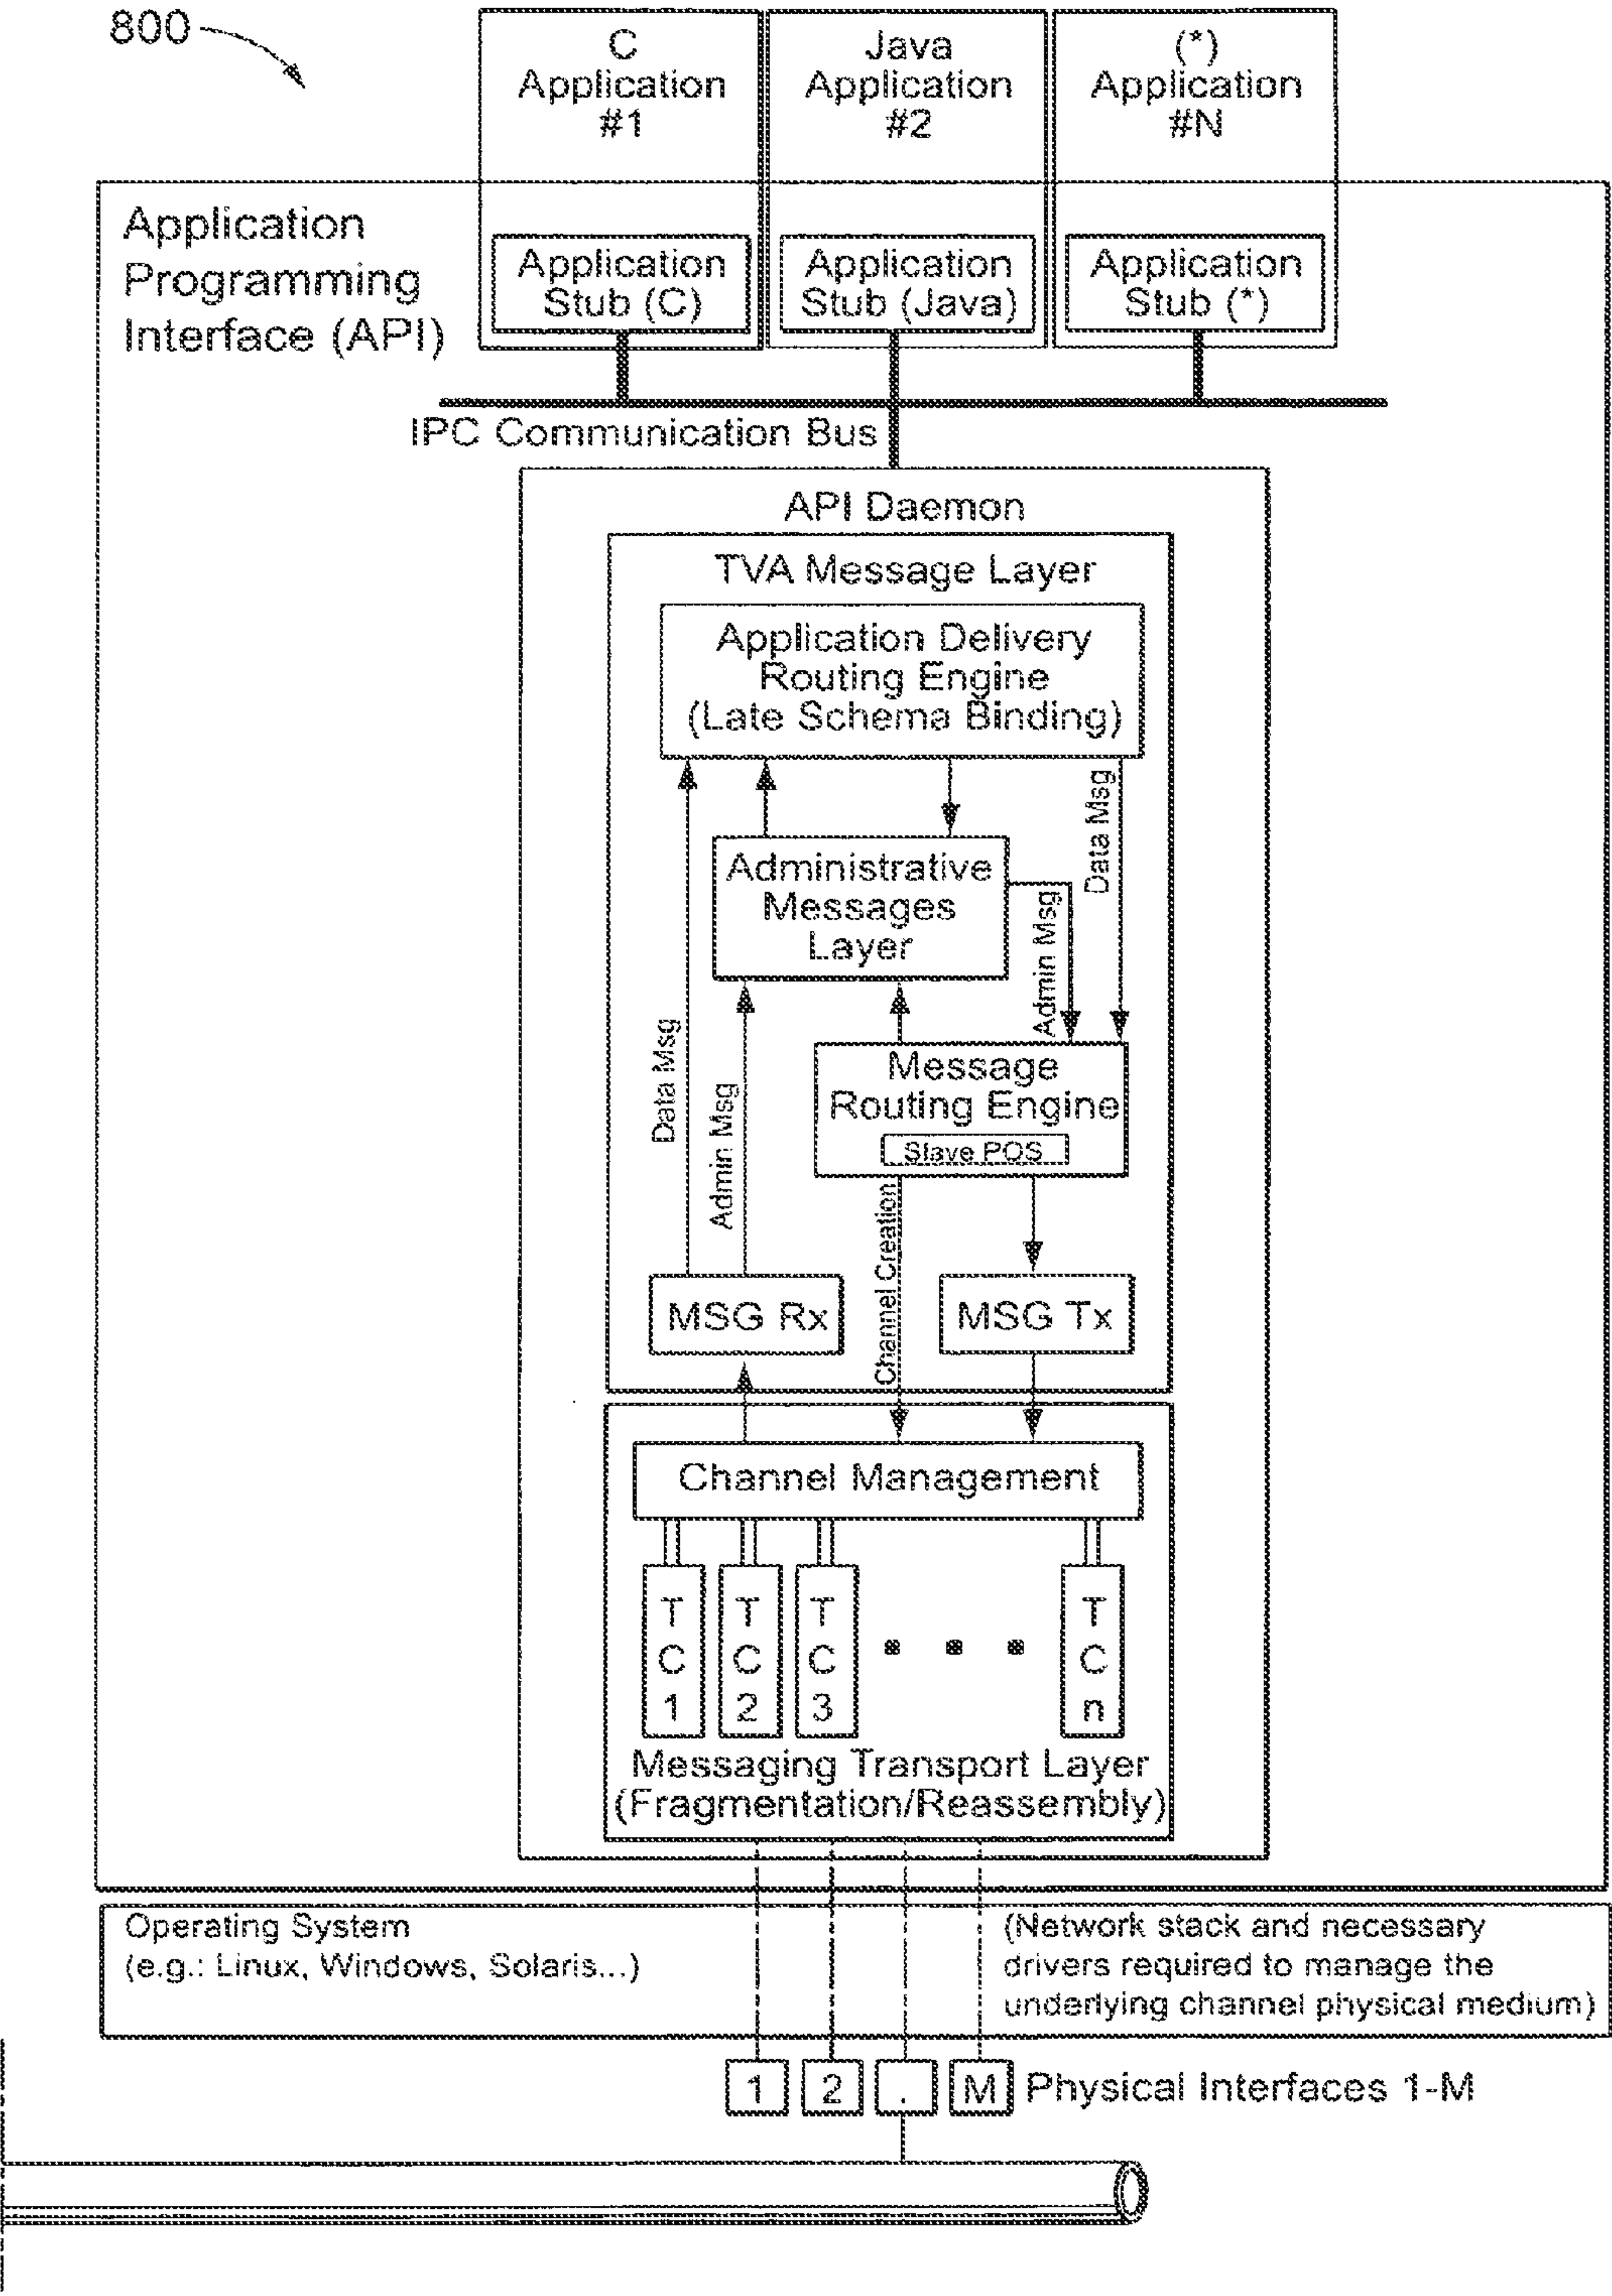 800
C
Application
#1
Java
Application
#2
(*)
Application
#N
Application
Programming
Interface (API)
Application
Stub (C)
Application
Stub (Java)
Application
Stub (*)
IPC Communication Bus
API Daemon
TVA Message Layer
Application Delivery
Routing Engine
(Late Schema Binding)
Data Msg
Administrative
Messages
Layer
Admin Msg
Data Msg
Admin Msg
Message
Routing Engine
Slave POS
Channel Creation
MSG Rx
MSG Tx
Channel Management
TC1
TC2
TC3
TCn
Messaging Transport Layer
(Fragmentation/Reassembly)
Operating System
(e.g.: Linux, Windows, Solaris...)
(Network stack and necessary
drivers required to manage the
underlying channel physical medium)
1 2 . M Physical Interfaces 1-M